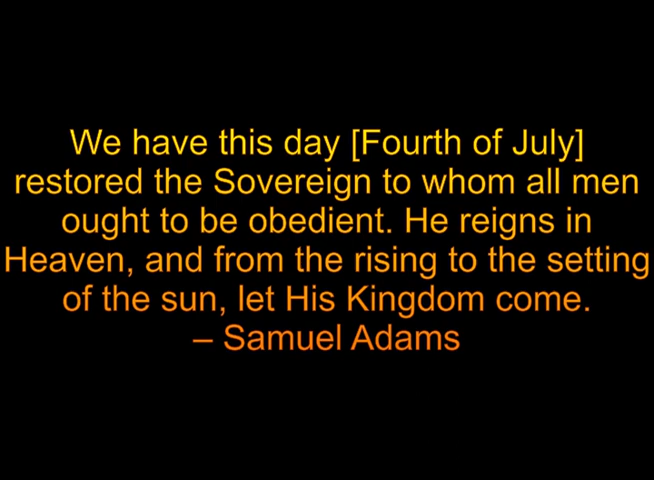 We have this day [Fourth of July]
restored the Sovereign to whom all men
ought to be obedient. He reigns in
Heaven, and from the rising to the setting
of the sun, let His Kingdom come.
– Samuel Adams